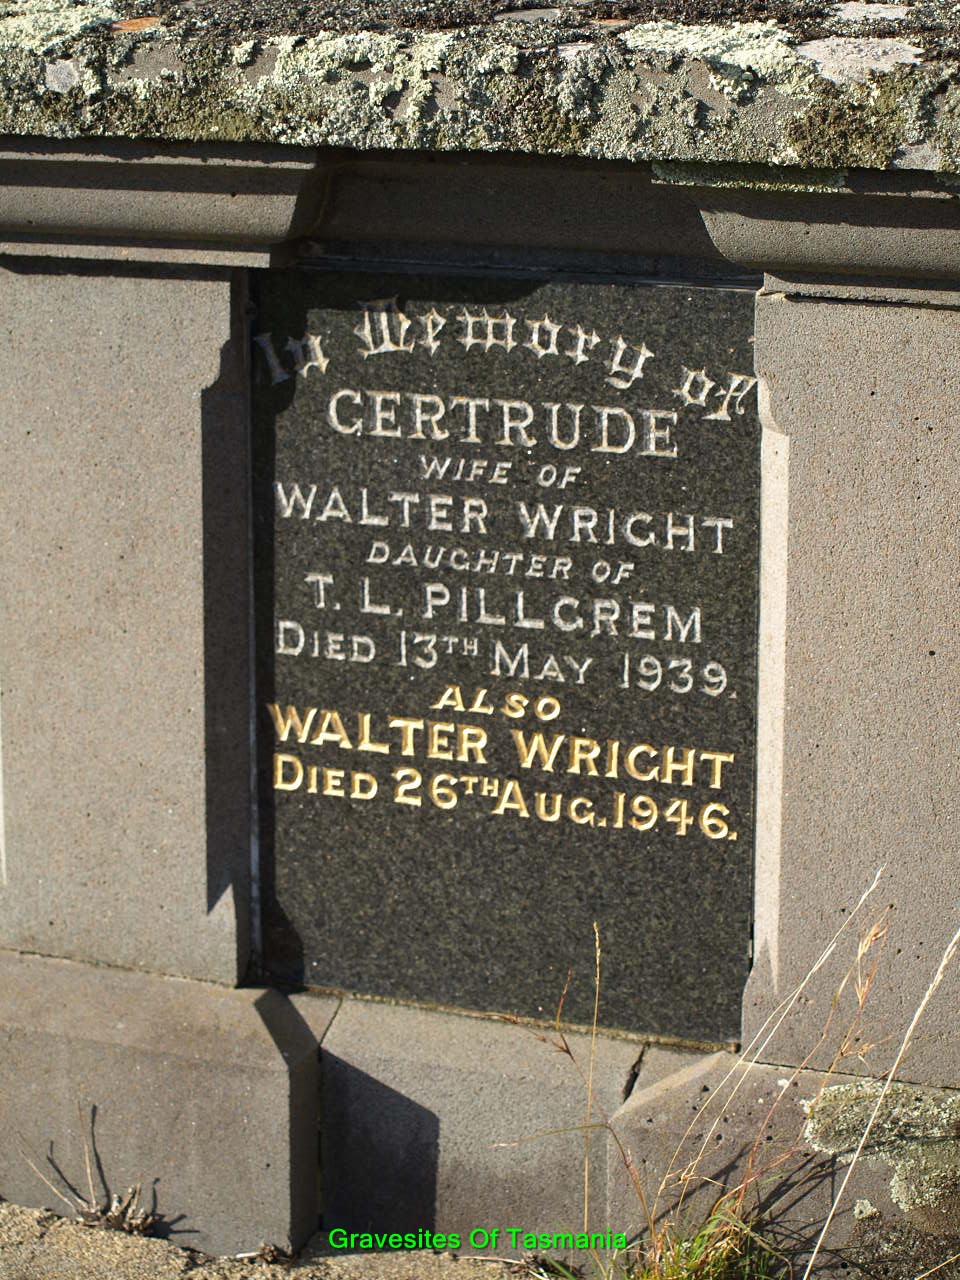 In Memory of
GERTRUDE
WIFE OF
WALTER WRIGHT
DAUGHTER OF
T. L. PILLGREM
DIED 13TH MAY 1939.
ALSO
WALTER WRIGHT
DIED 26TH AUG. 1946.
Gravesites Of Tasmania